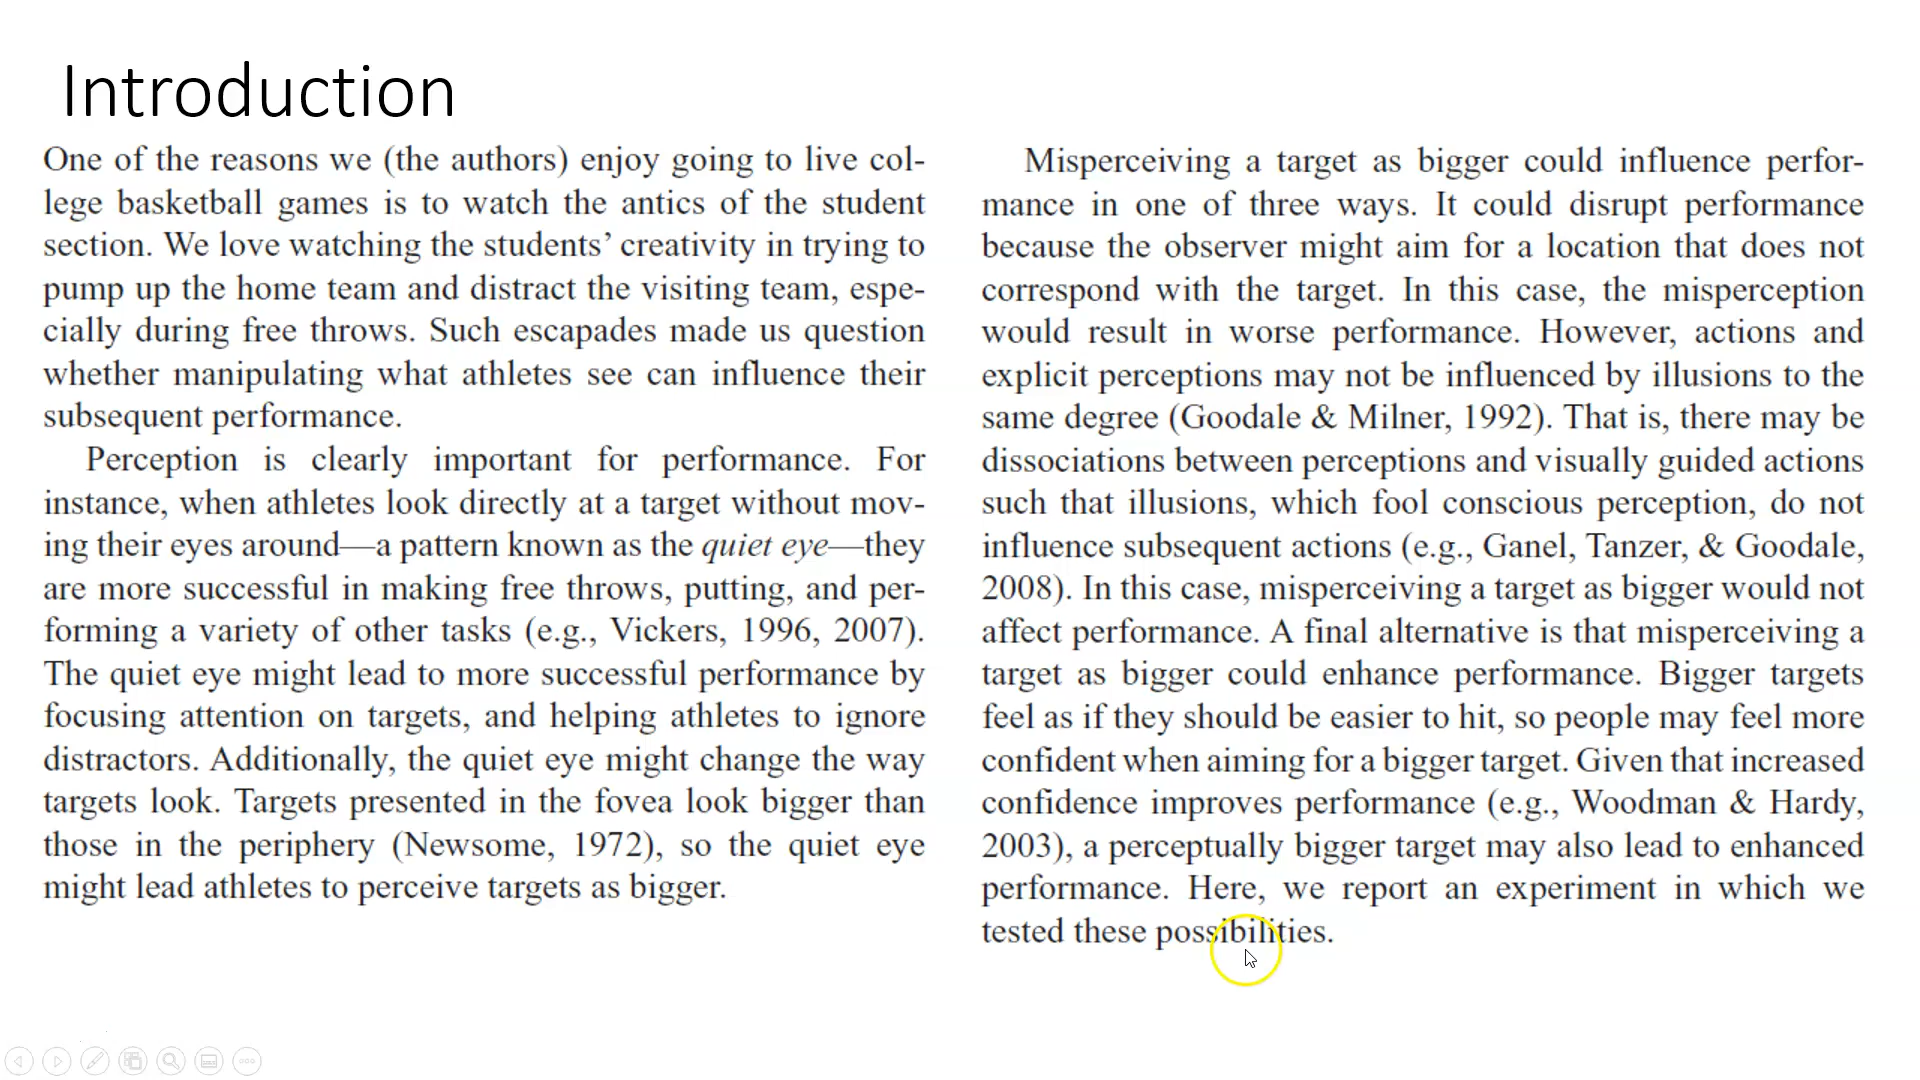 Introduction
One of the reasons we (the authors) enjoy going to live col-
lege basketball games is to watch the antics of the student
section. We love watching the students’ creativity in trying to
pump up the home team and distract the visiting team, espe-
cially during free throws. Such escapades made us question
whether manipulating what athletes see can influence their
subsequent performance.
Perception is clearly important for performance. For
instance, when athletes look directly at a target without mov-
ing their eyes around—a pattern known as the quiet eye—they
are more successful in making free throws, putting, and per-
forming a variety of other tasks (e.g., Vickers, 1996, 2007).
The quiet eye might lead to more successful performance by
focusing attention on targets, and helping athletes to ignore
distractors. Additionally, the quiet eye might change the way
targets look. Targets presented in the fovea look bigger than
those in the periphery (Newsome, 1972), so the quiet eye
might lead athletes to perceive targets as bigger.
Misperceiving a target as bigger could influence perfor-
mance in one of three ways. It could disrupt performance
because the observer might aim for a location that does not
correspond with the target. In this case, the misperception
would result in worse performance. However, actions and
explicit perceptions may not be influenced by illusions to the
same degree (Goodale & Milner, 1992). That is, there may be
dissociations between perceptions and visually guided actions
such that illusions, which fool conscious perception, do not
influence subsequent actions (e.g., Ganel, Tanzer, & Goodale,
2008). In this case, misperceiving a target as bigger would not
affect performance. A final alternative is that misperceiving a
target as bigger could enhance performance. Bigger targets
feel as if they should be easier to hit, so people may feel more
confident when aiming for a bigger target. Given that increased
confidence improves performance (e.g., Woodman & Hardy,
2003), a perceptually bigger target may also lead to enhanced
performance. Here, we report an experiment in which we
tested these possibilities.